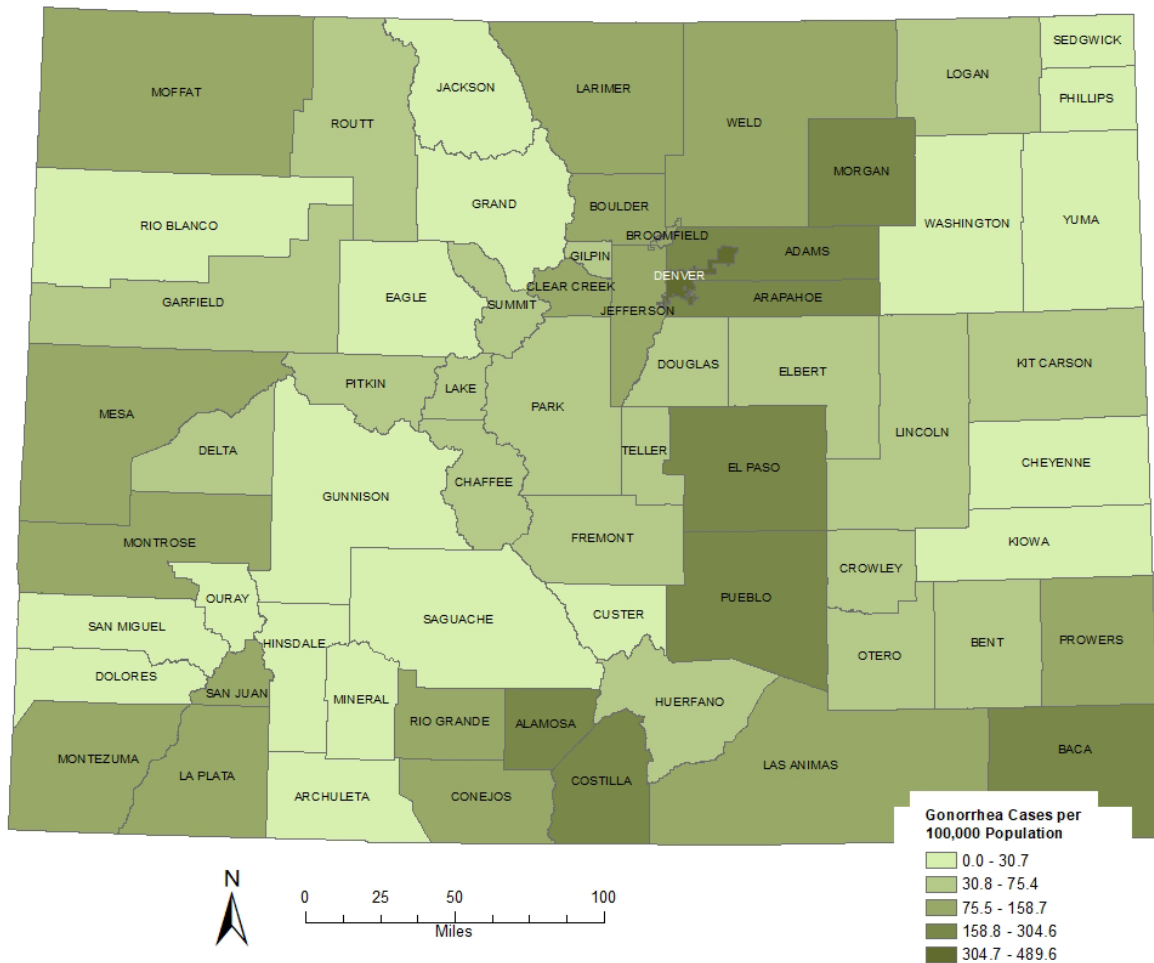 SEDGWICK
LOGAN
JACKSON
LARIMER
MOFFAT
PHILLIPS
ROUTT
WELD
MORGAN
GRAND
BOULDER
WASHINGTON
YUMA
RIO BLANCO
BROOMFIELD
GILPIN
ADAMS
DENVER
CLEAR CREEK
EAGLE
ARAPAHOE
GARFIELD
SUMMIT
JEFFERSON
DOUGLAS
KIT CARSON
ELBERT
PITKIN
LAKE
PARK
MESA
LINCOLN
DELTA
TELLER
CHEYENNE
EL PASO
CHAFFEE
GUNNISON
FREMONT
MONTROSE
KIOWA
CROWLEY
OURAY
PUEBLO
CUSTER
SAGUACHE
SAN MIGUEL
PROWERS
HINSDALE
BENT
OTERO
DOLORES
SAN JUAN
MINERAL
HUERFANO
RIO GRANDE
ALAMOSA
BACA
MONTEZUMA
LAS ANIMAS
LA PLATA
COSTILLA
ARCHULETA
CONEJOS
Gonorrhea Cases per
100,000 Population
0.0 - 30.7
30.8 - 75.4
75.5 - 158.7
158.8 - 304.6
304.7 - 489.6
N
0 25 50 100
Miles